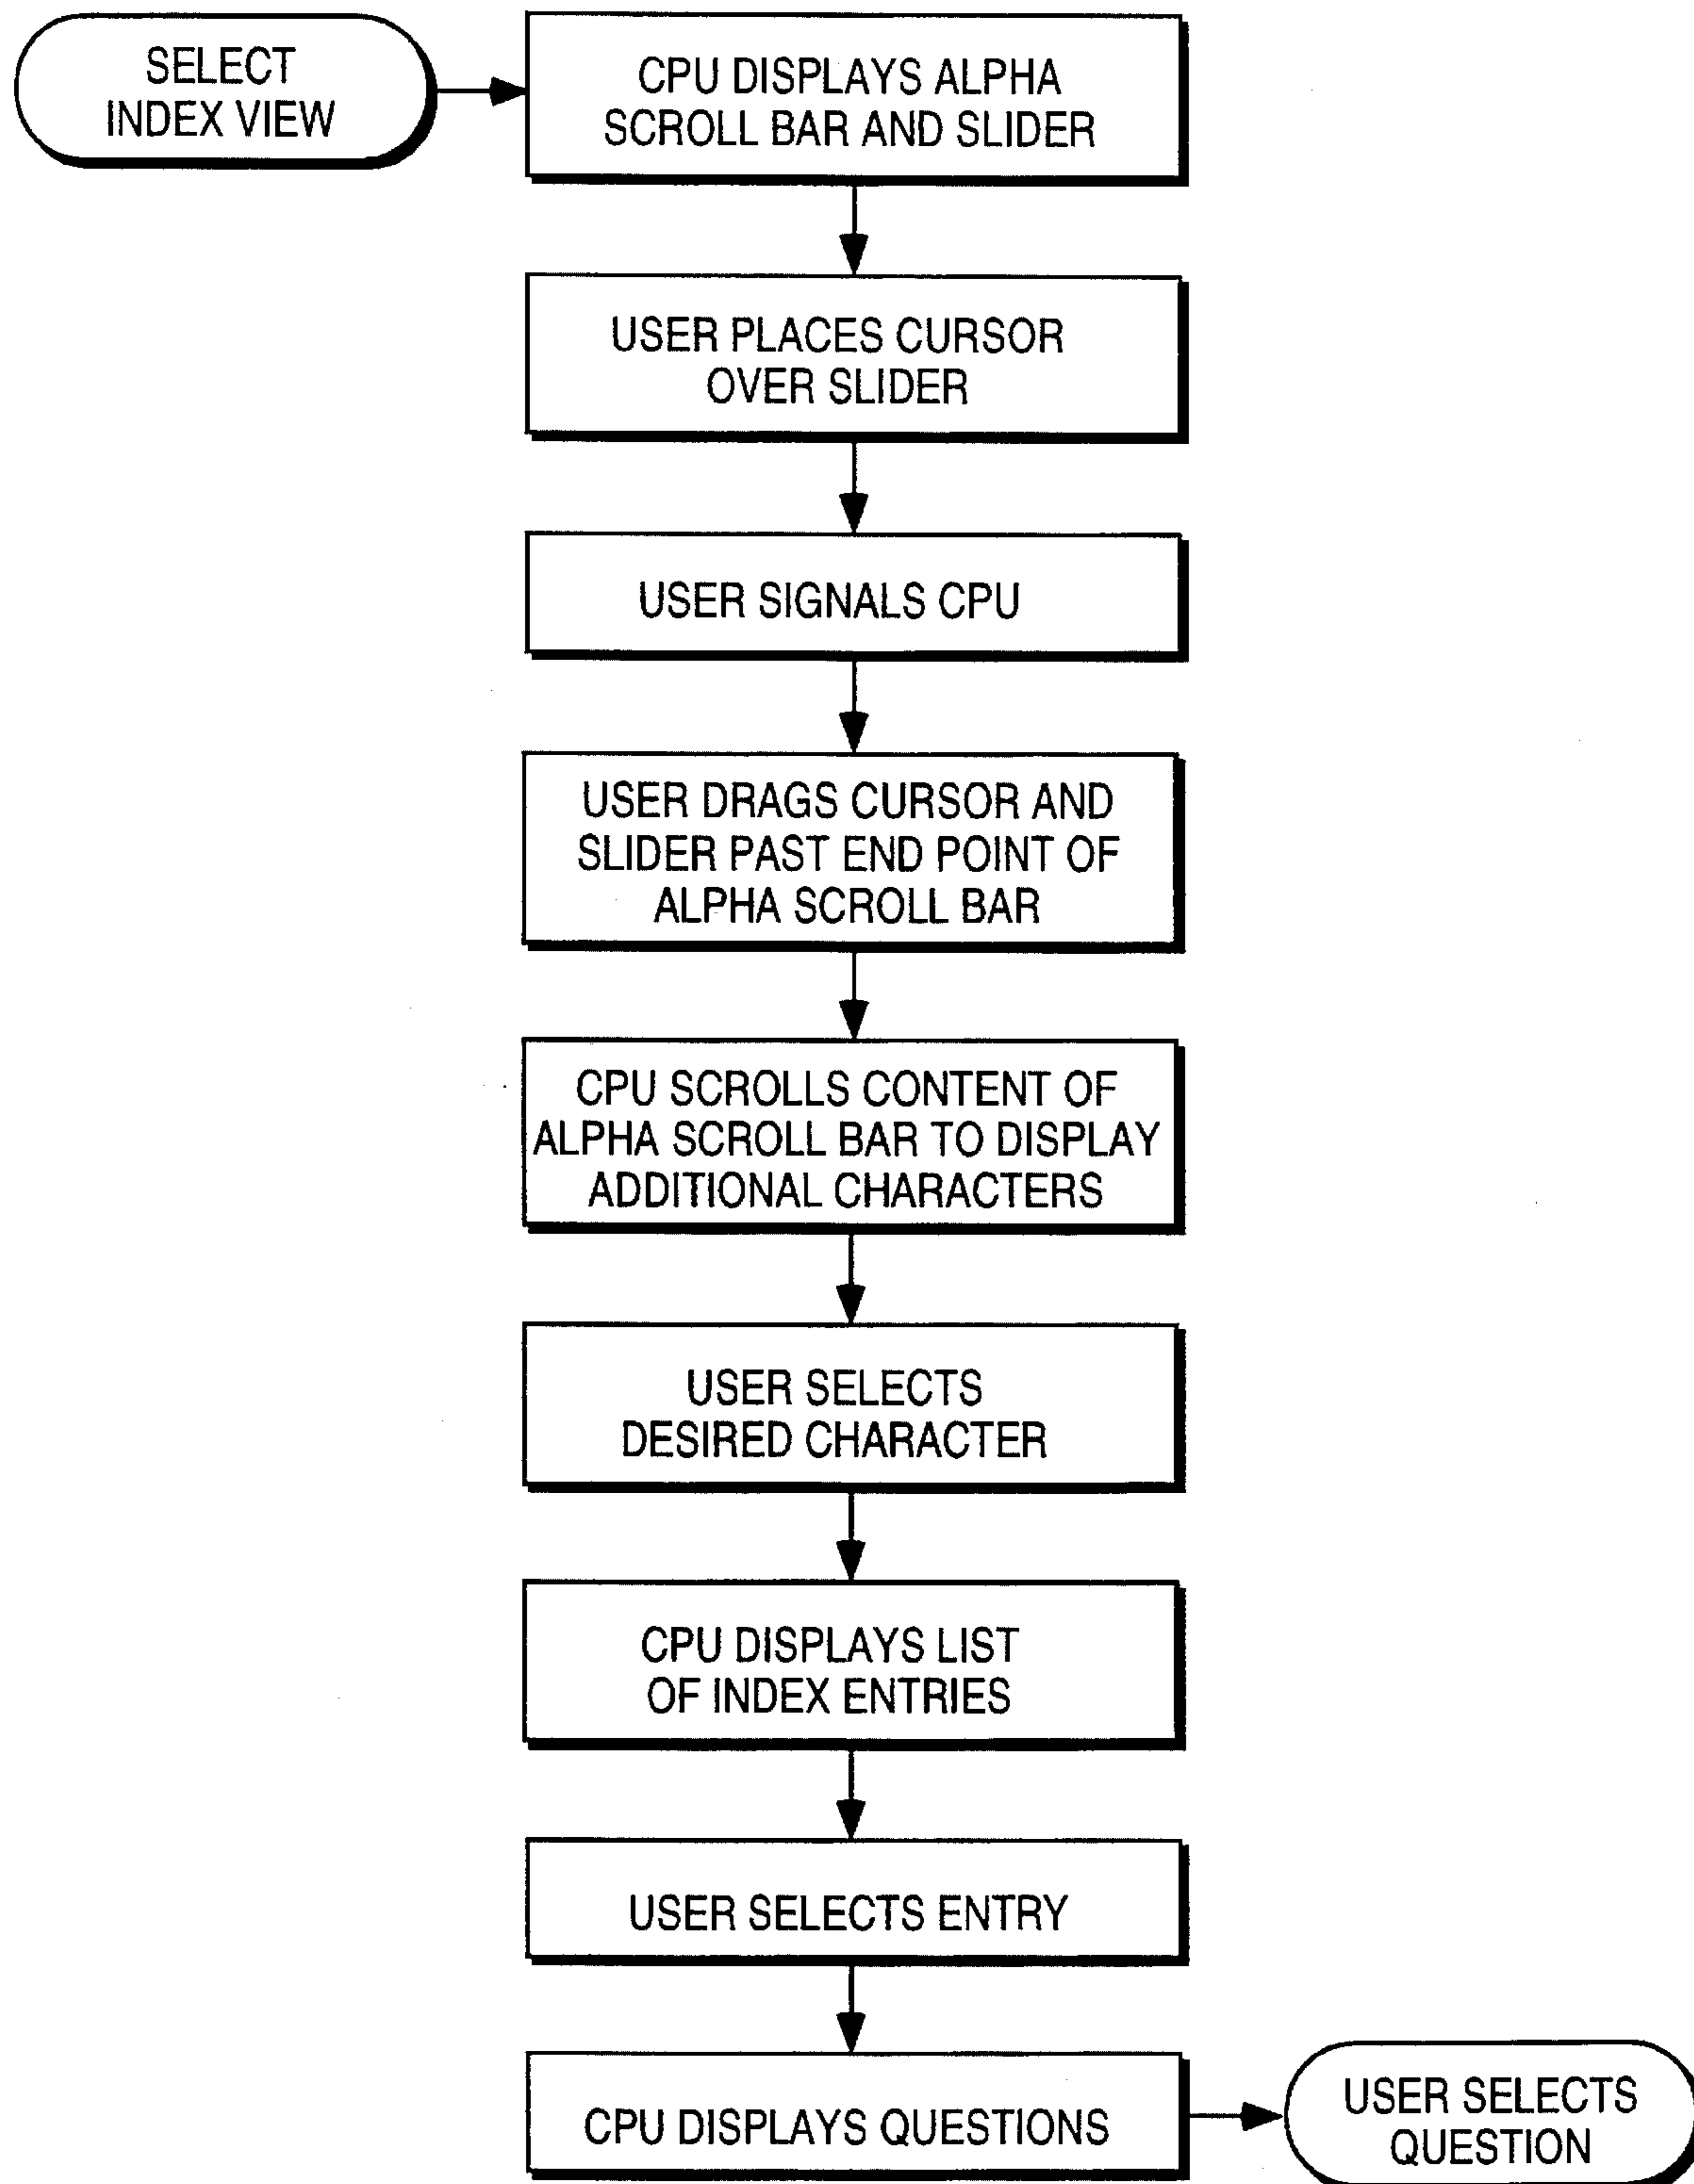 SELECT
INDEX VIEW
CPU DISPLAYS ALPHA
SCROLL BAR AND SLIDER
USER PLACES CURSOR
OVER SLIDER
USER SIGNALS CPU
USER DRAGS CURSOR AND
SLIDER PAST END POINT OF
ALPHA SCROLL BAR
CPU SCROLLS CONTENT OF
ALPHA SCROLL BAR TO DISPLAY
ADDITIONAL CHARACTERS
USER SELECTS
DESIRED CHARACTER
CPU DISPLAYS LIST
OF INDEX ENTRIES
USER SELECTS ENTRY
CPU DISPLAYS QUESTIONS
USER SELECTS
QUESTION